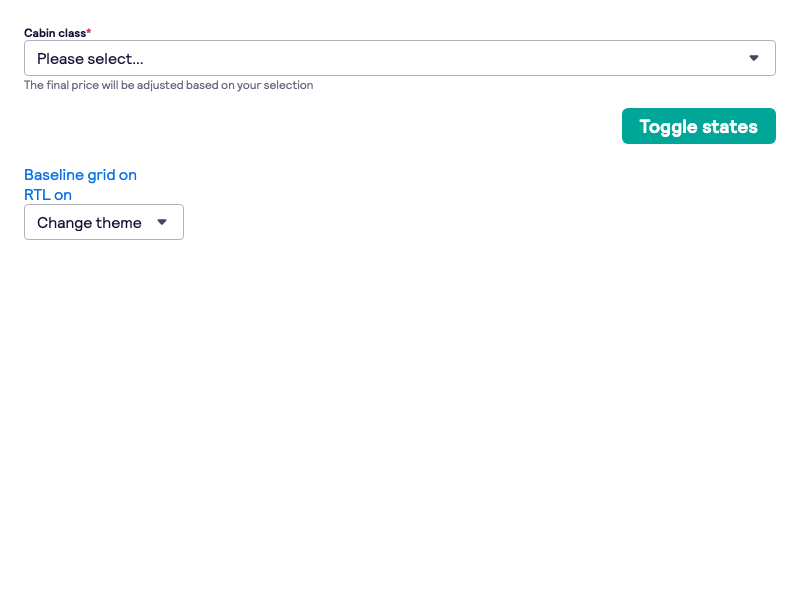 Cabin class*
Please select...
The final price will be adjusted based on your selection
Toggle states
Baseline grid on
RTL on
Change theme